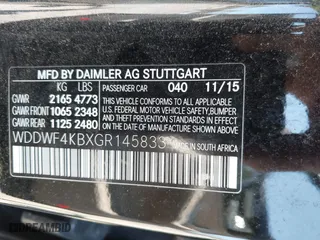 MFD BY DAIMLER AG STUTTGART
KG LBS PASSENGER CAR 040 11/15
GVWR 2165 4773 THIS VEHICLE CONFORMS TO ALL
GAWR FRONT 1065 2348 APPLICABLE U.S. FEDERAL MOTOR
GAWR REAR 1125 2480 VEHICLE SAFETY, BUMPER
AND THEFT PREVENTION
STANDARDS IN EFFECT ON THE DATE
OF MANUFACTURE SHOWN ABOVE
WDDWF4KBXGR145833 MADE IN SOUTH AFRICA